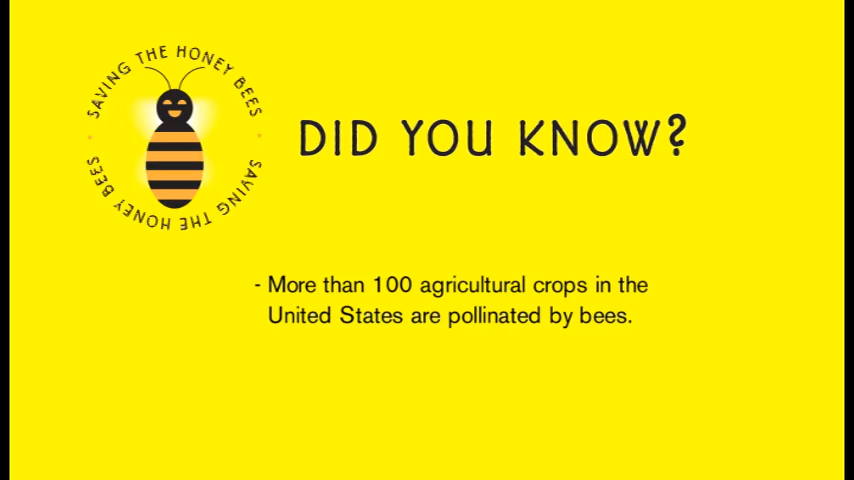 SAVING THE HONEY BEES
DID YOU KNOW?
SAVING THE HONEY BEES
- More than 100 agricultural crops in the
United States are pollinated by bees.